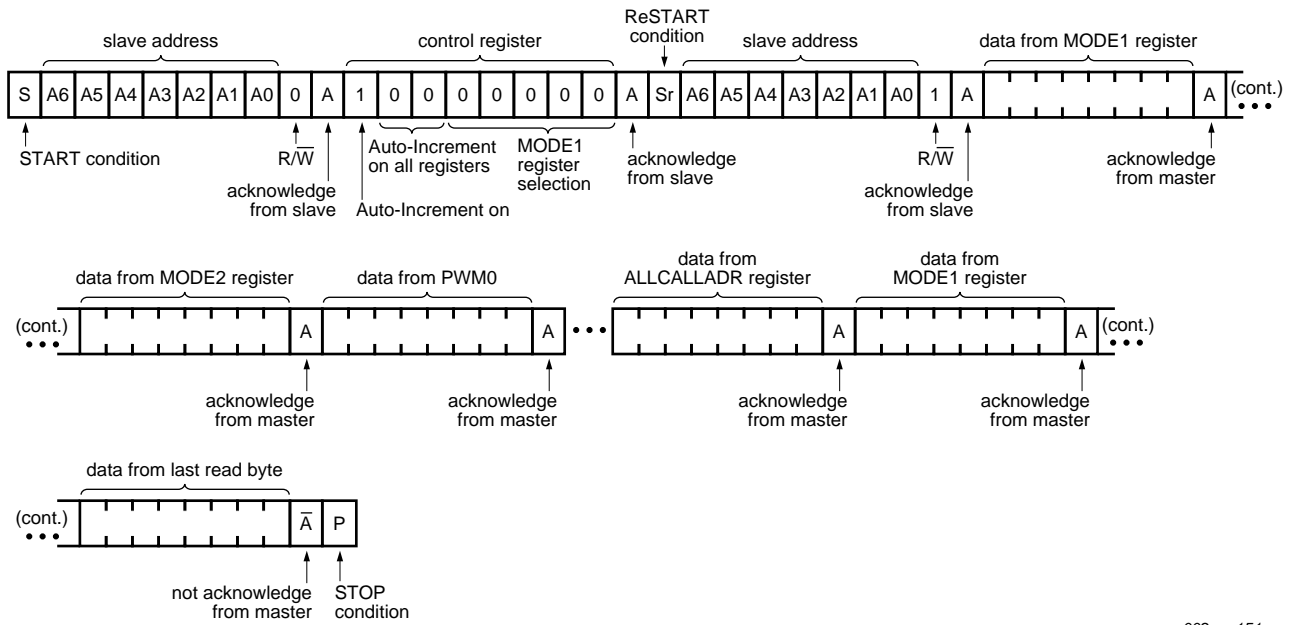 ReSTART
condition
slave address
control register
slave address
data from MODE1 register
S A6 A5 A4 A3 A2 A1 A0 0 A 1 0 0 0 0 0 0 0 A Sr A6 A5 A4 A3 A2 A1 A0 1 A A (cont.)
START condition
R/W̅
acknowledge
from slave
Auto-Increment on
Auto-Increment
on all registers
MODE1
register
selection
acknowledge
from slave
R/W̅
acknowledge
from slave
acknowledge
from master
data from MODE2 register
data from PWM0
data from
ALLCALLADR register
data from
MODE1 register
(cont.) A A A A (cont.)
acknowledge
from master
acknowledge
from master
acknowledge
from master
acknowledge
from master
data from last read byte
(cont.) A̅ P
not acknowledge
from master
STOP
condition